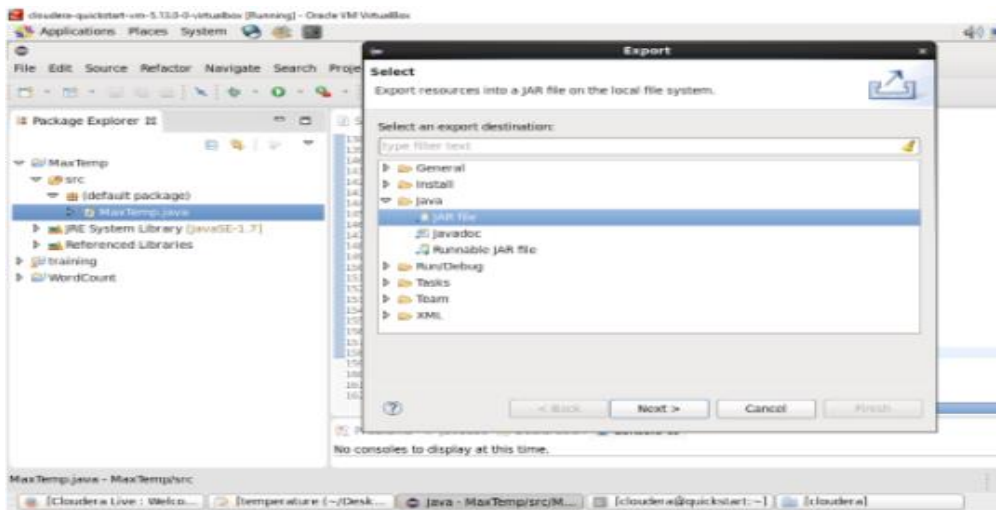 cloudera-quickstart-vm-5.13.0-0-virtualbox [Running] - Oracle VM VirtualBox
Applications Places System
Export
File Edit Source Refactor Navigate Search Proje
Select
Export resources into a JAR file on the local file system.
Package Explorer
Select an export destination:
type filter text
MaxTemp
src
(default package)
MaxTemp.java
JRE System Library [JavaSE-1.7]
Referenced Libraries
training
WordCount
General
Install
Java
JAR file
Javadoc
Runnable JAR file
Run/Debug
Tasks
Team
XML
< Back
Next >
Cancel
Finish
No consoles to display at this time.
MaxTemp.java - MaxTemp/src
[Cloudera Live : Welco...
[temperature (~/Desk...
Java - MaxTemp/src/M...
[cloudera@quickstart:~]
[cloudera]